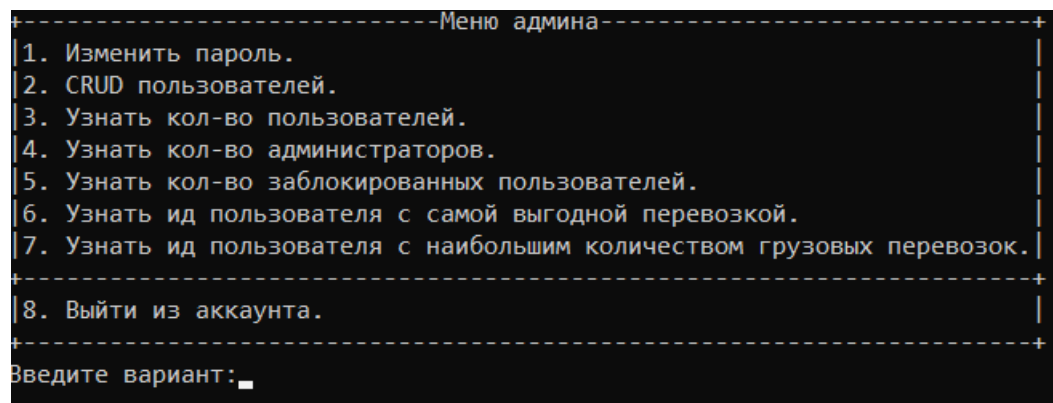 +-----------------------------Меню админа------------------------------+
|1. Изменить пароль. |
|2. CRUD пользователей. |
|3. Узнать кол-во пользователей. |
|4. Узнать кол-во администраторов. |
|5. Узнать кол-во заблокированных пользователей. |
|6. Узнать ид пользователя с самой выгодной перевозкой. |
|7. Узнать ид пользователя с наибольшим количеством грузовых перевозок.|
+----------------------------------------------------------------------+
|8. Выйти из аккаунта. |
+----------------------------------------------------------------------+
Введите вариант: